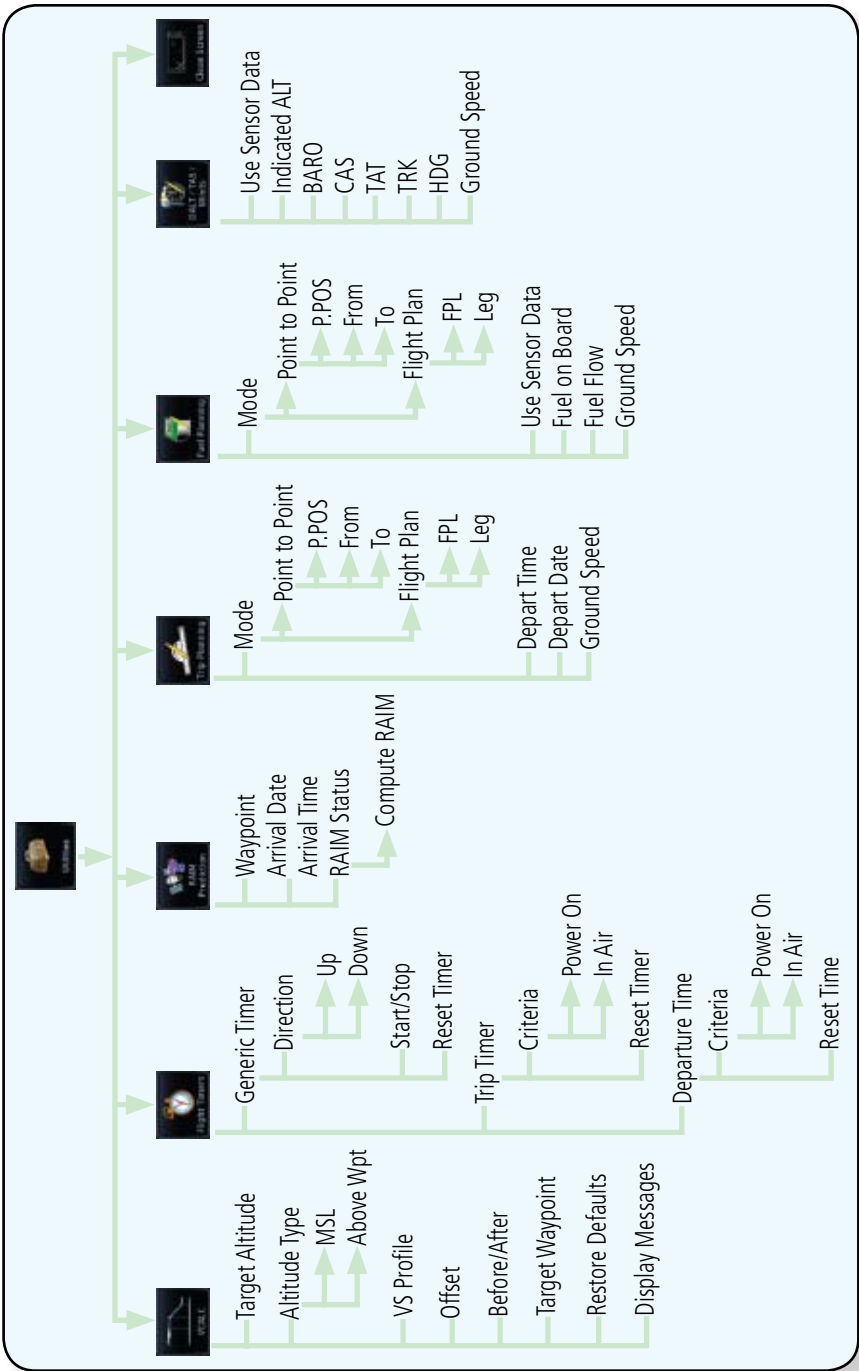 Utilities
VCALC
Target Altitude
Altitude Type
MSL
Above Wpt
VS Profile
Offset
Before/After
Target Waypoint
Restore Defaults
Display Messages
Flight Timers
Generic Timer
Direction
Up
Down
Start/Stop
Reset Timer
Trip Timer
Criteria
Power On
In Air
Reset Timer
Departure Time
Criteria
Power On
In Air
Reset Time
RAIM
Prediction
Waypoint
Arrival Date
Arrival Time
RAIM Status
Compute RAIM
Trip Planning
Mode
Point to Point
P.POS
From
To
Flight Plan
FPL
Leg
Depart Time
Depart Date
Ground Speed
Fuel Planning
Mode
Point to Point
P.POS
From
To
Flight Plan
FPL
Leg
Use Sensor Data
Fuel on Board
Fuel Flow
Ground Speed
DALT / TAS /
Winds
Use Sensor Data
Indicated ALT
BARO
CAS
TAT
TRK
HDG
Ground Speed
Clean Screen